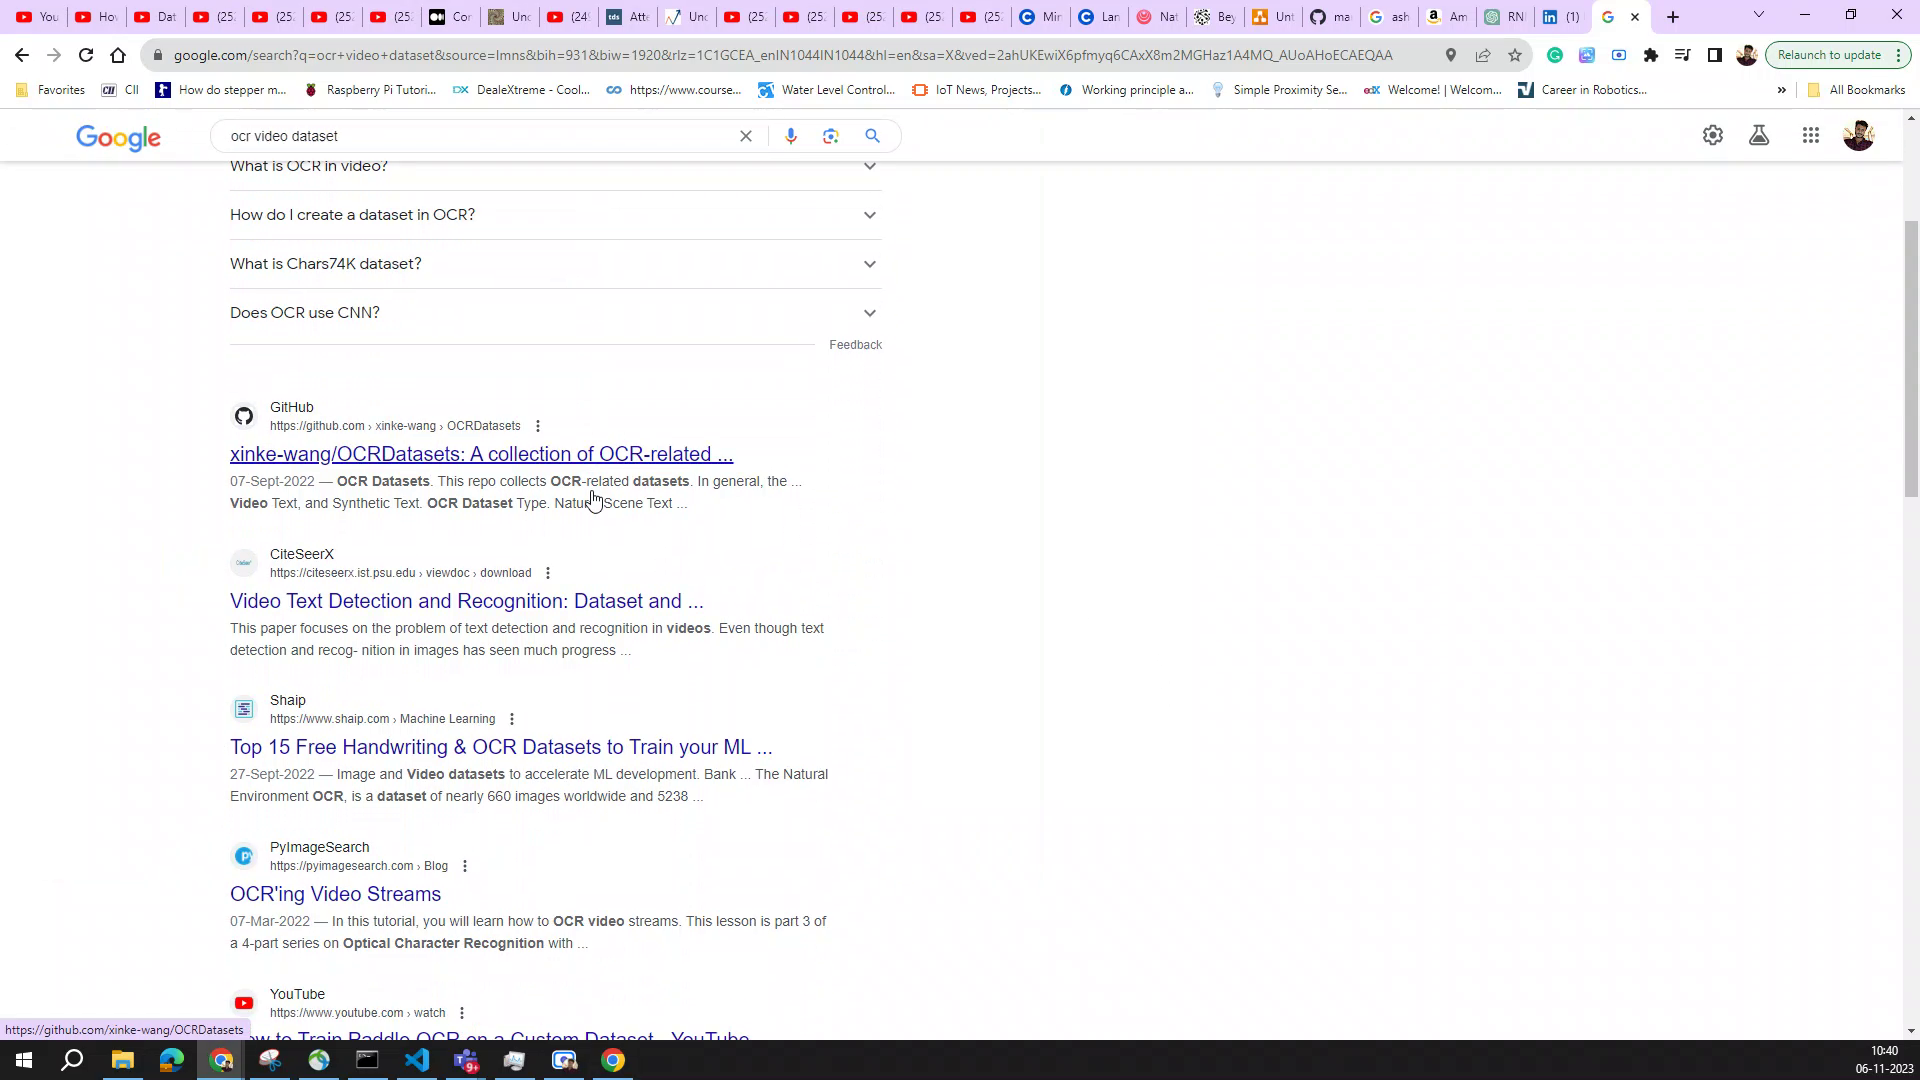 You
How
Dat
(252
(252
(252
(252
Cor
Unc
(249
Atte
Unc
(252
(252
(252
(252
(252
Mir
Lan
Nat
Bey
Unt
ma
ash
Am
RN
(1)
google.com/search?q=ocr+video+dataset&source=lmns&bih=931&biw=1920&rlz=1C1GCEA_enIN1044IN1044&hl=en&sa=X&ved=2ahUKEwiX6pfmyq6CAxX8m2MGHaz1A4MQ_AUoAHoECAEQAA
Relaunch to update
Favorites
CII
How do stepper m...
Raspberry Pi Tutori...
DealeXtreme - Cool...
https://www.course...
Water Level Control...
IoT News, Projects...
Working principle a...
Simple Proximity Se...
Welcome! | Welcom...
Career in Robotics...
»
All Bookmarks
Google
ocr video dataset
What is OCR in video?
How do I create a dataset in OCR?
What is Chars74K dataset?
Does OCR use CNN?
Feedback
GitHub
https://github.com › xinke-wang › OCRDatasets
xinke-wang/OCRDatasets: A collection of OCR-related ...
07-Sept-2022 — OCR Datasets. This repo collects OCR-related datasets. In general, the ...
Video Text, and Synthetic Text. OCR Dataset Type. Natural Scene Text ...
CiteSeerX
https://citeseerx.ist.psu.edu › viewdoc › download
Video Text Detection and Recognition: Dataset and ...
This paper focuses on the problem of text detection and recognition in videos. Even though text
detection and recog- nition in images has seen much progress ...
Shaip
https://www.shaip.com › Machine Learning
Top 15 Free Handwriting & OCR Datasets to Train your ML ...
27-Sept-2022 — Image and Video datasets to accelerate ML development. Bank ... The Natural
Environment OCR, is a dataset of nearly 660 images worldwide and 5238 ...
PyImageSearch
https://pyimagesearch.com › Blog
OCR'ing Video Streams
07-Mar-2022 — In this tutorial, you will learn how to OCR video streams. This lesson is part 3 of
a 4-part series on Optical Character Recognition with ...
YouTube
https://www.youtube.com › watch
https://github.com/xinke-wang/OCRDatasets
How to Train Paddle OCR on a Custom Dataset - YouTube
9+
10:40
06-11-2023